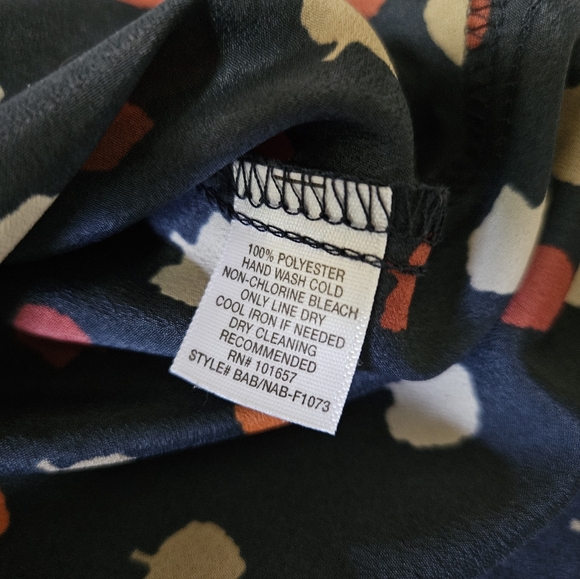 100% POLYESTER
HAND WASH COLD
NON-CHLORINE BLEACH
ONLY LINE DRY
COOL IRON IF NEEDED
DRY CLEANING
RECOMMENDED
RN# 101657
STYLE# BAB/NAB-F1073